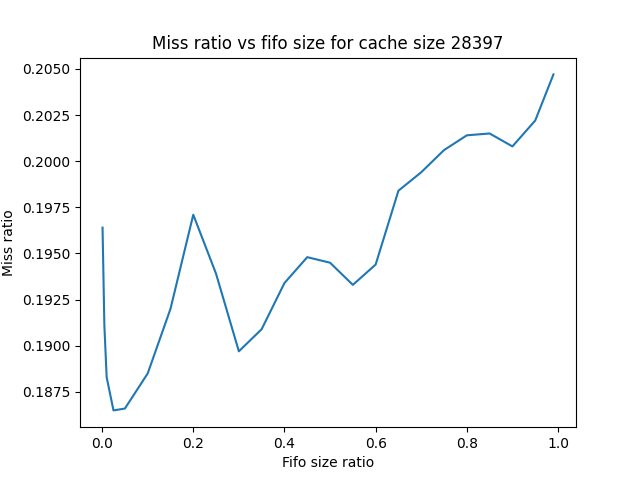 Miss ratio vs fifo size for cache size 28397
0.2050
0.2025
0.2000
0.1975
0.1950
0.1925
0.1900
0.1875
Miss ratio
0.0 0.2 0.4 0.6 0.8 1.0
Fifo size ratio